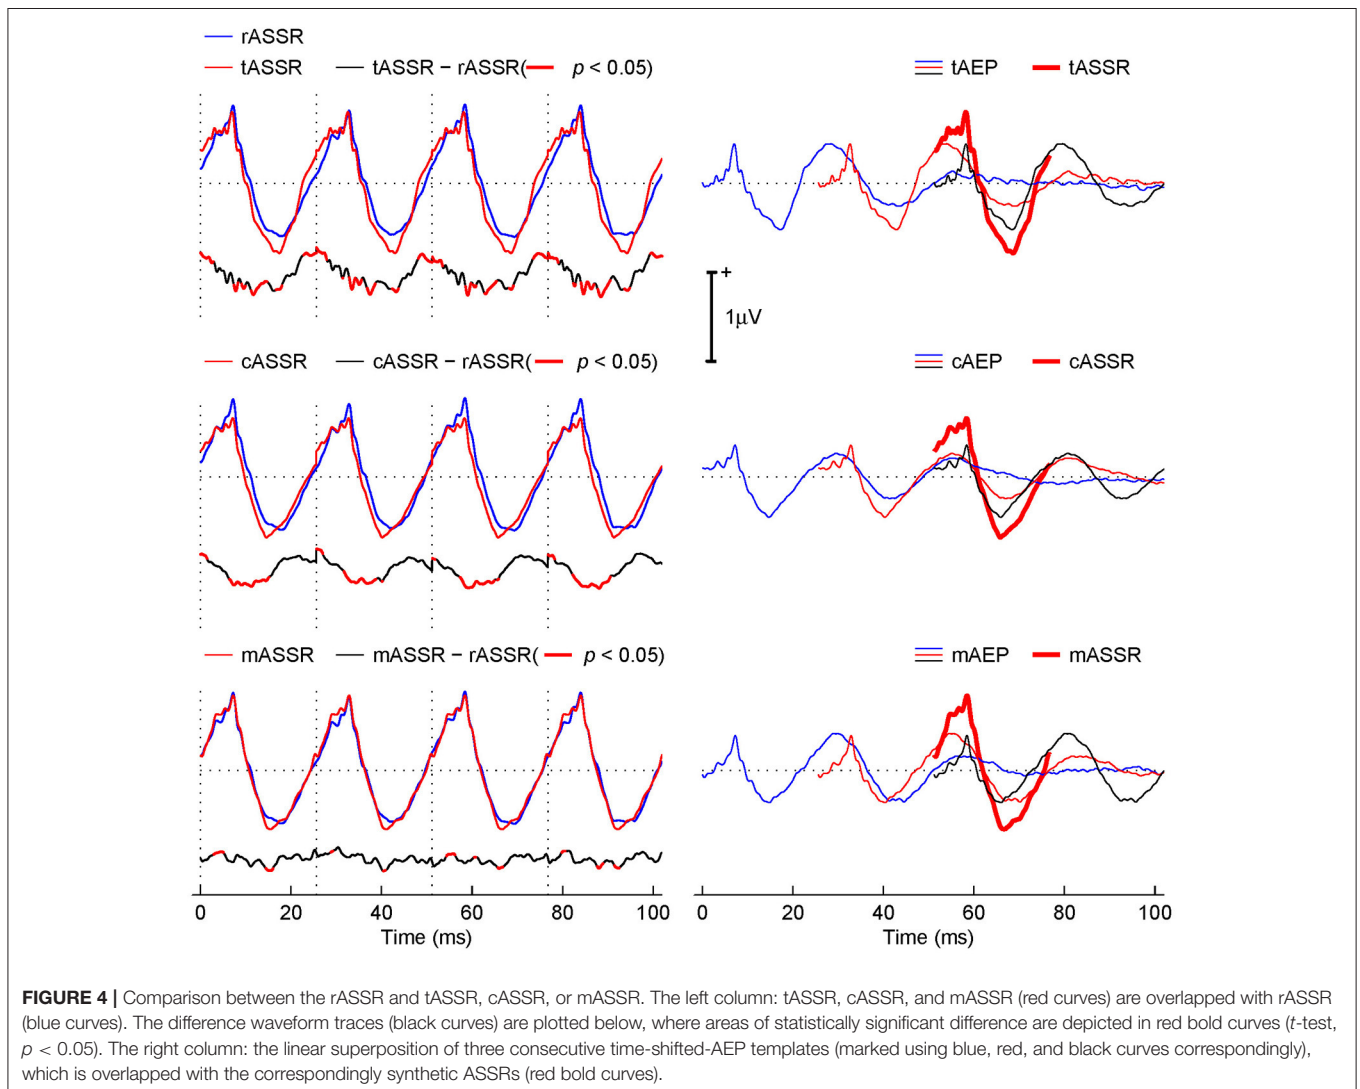 rASSR
tASSR
tASSR − rASSR( p < 0.05)
tAEP
tASSR
+
1μV
cASSR
cASSR − rASSR( p < 0.05)
cAEP
cASSR
mASSR
mASSR − rASSR( p < 0.05)
mAEP
mASSR
0 20 40 60 80 100
Time (ms)
0 20 40 60 80 100
Time (ms)
FIGURE 4 | Comparison between the rASSR and tASSR, cASSR, or mASSR. The left column: tASSR, cASSR, and mASSR (red curves) are overlapped with rASSR
(blue curves). The difference waveform traces (black curves) are plotted below, where areas of statistically significant difference are depicted in red bold curves (t-test,
p < 0.05). The right column: the linear superposition of three consecutive time-shifted-AEP templates (marked using blue, red, and black curves correspondingly),
which is overlapped with the correspondingly synthetic ASSRs (red bold curves).